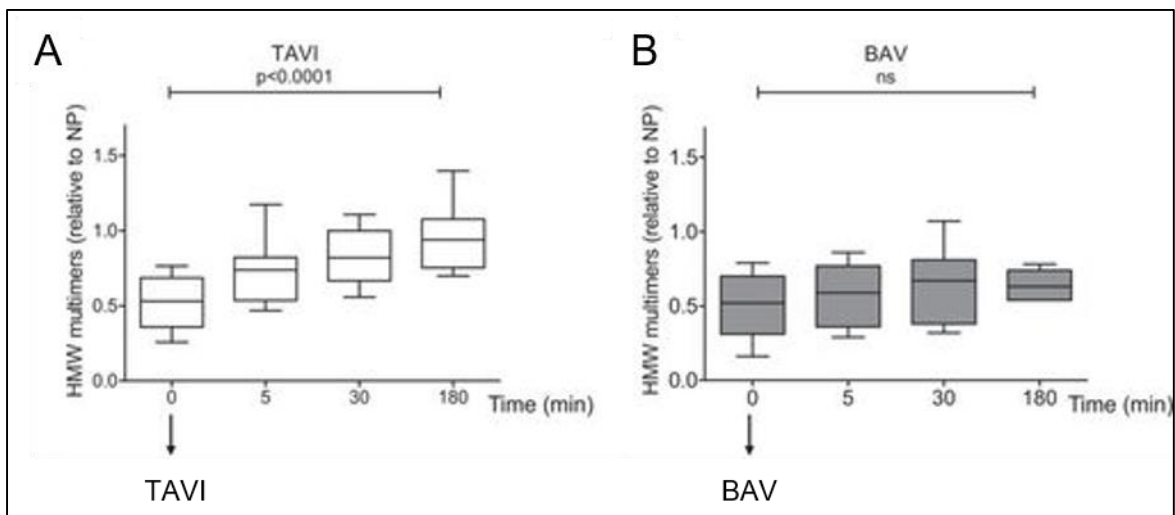 A
TAVI
p<0.0001
HMW multimers (relative to NP)
1.5
1.0
0.5
0.0
0 5 30 180 Time (min)
TAVI
B
BAV
ns
HMW multimers (relative to NP)
1.5
1.0
0.5
0.0
0 5 30 180 Time (min)
BAV